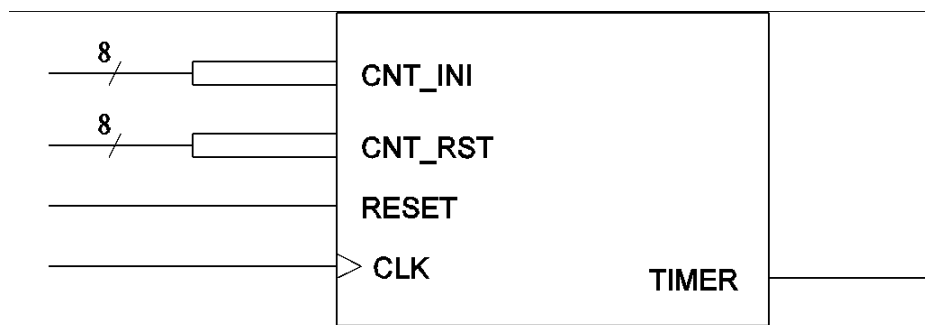 8
CNT_INI
8
CNT_RST
RESET
CLK
TIMER